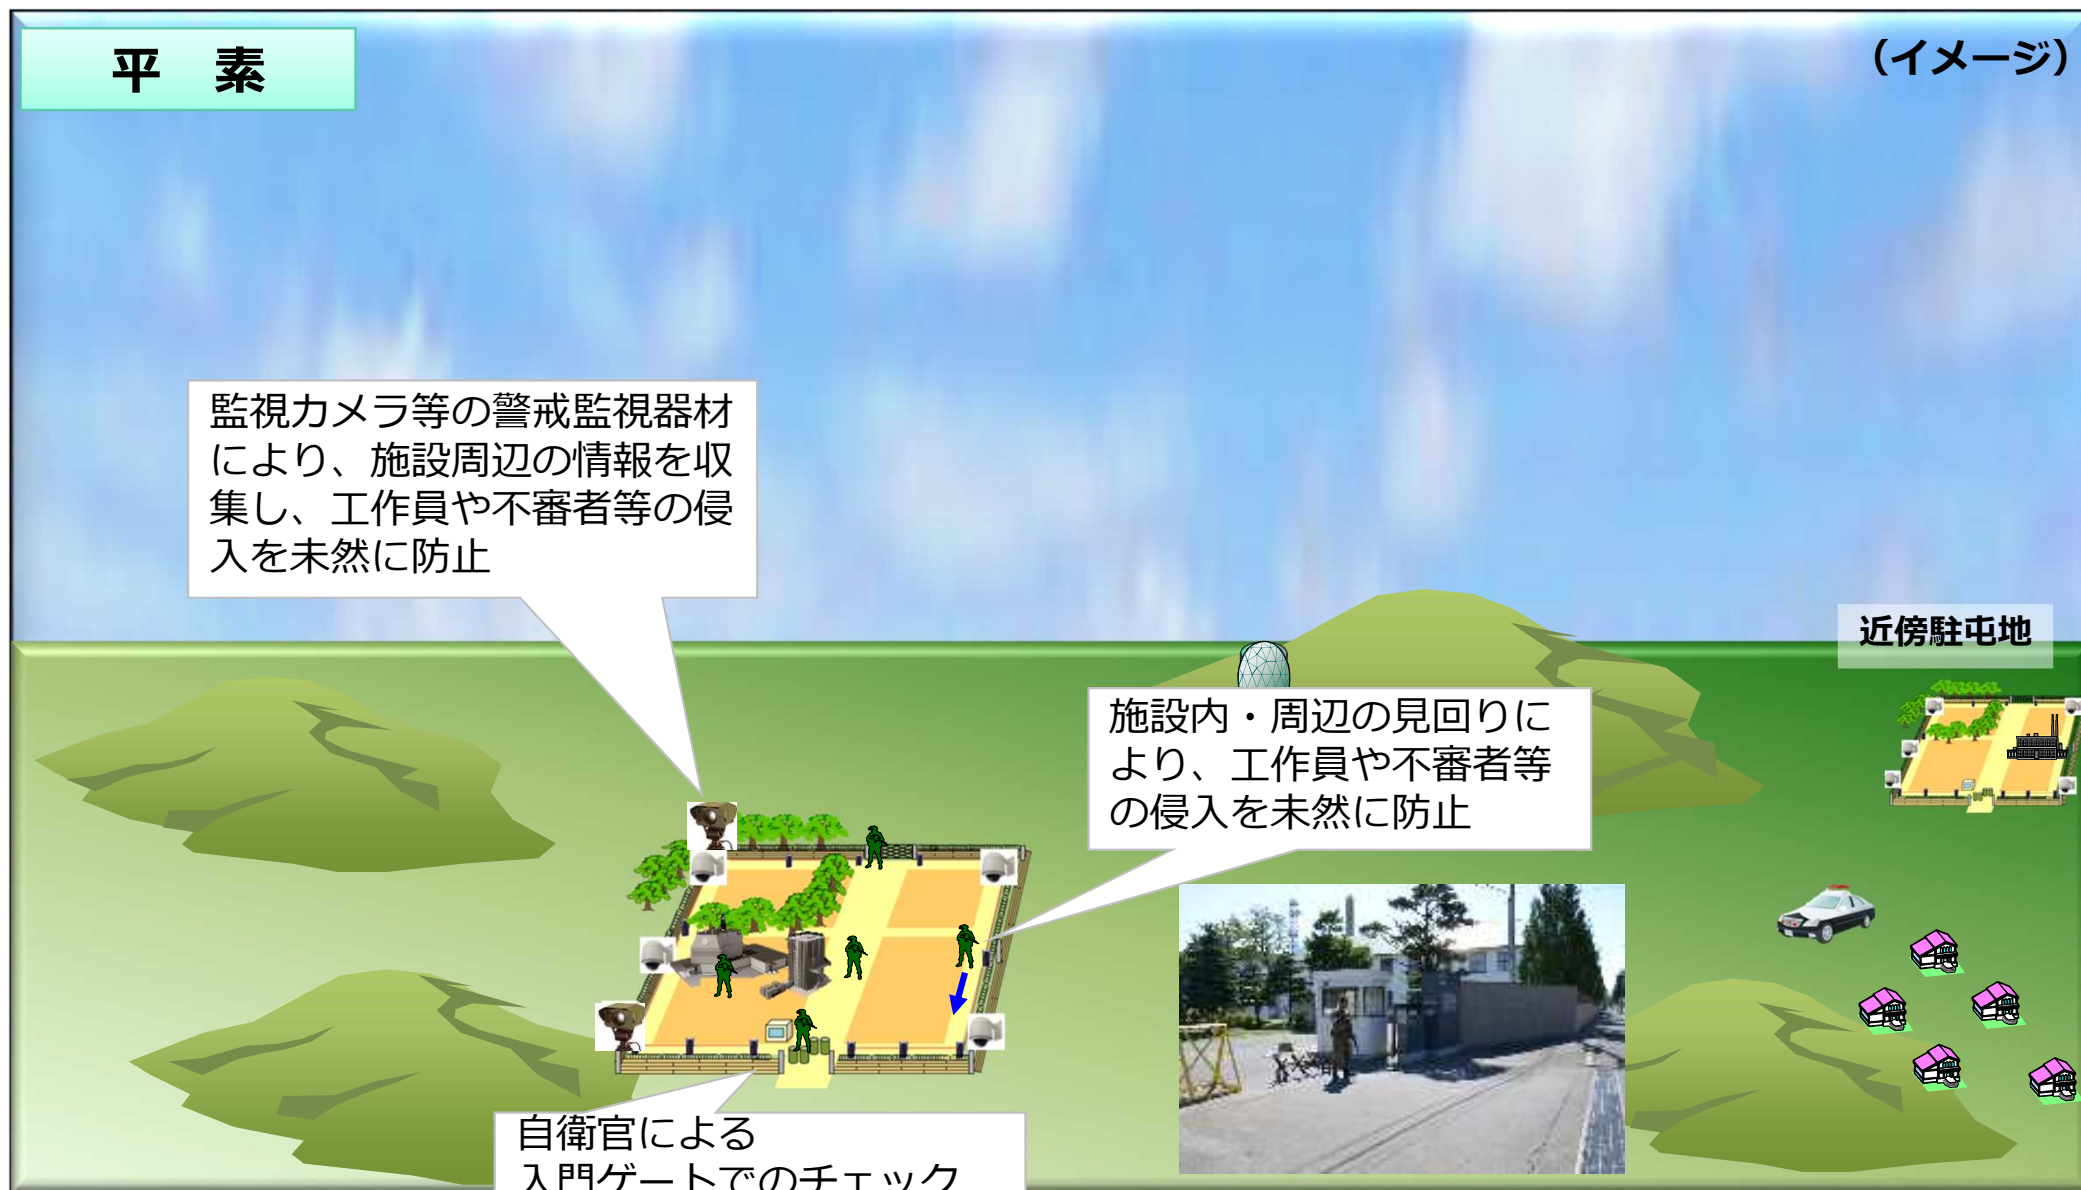 平 素
（イメージ）
監視カメラ等の警戒監視器材
により、施設周辺の情報を収
集し、工作員や不審者等の侵
入を未然に防止
近傍駐屯地
施設内・周辺の見回りに
より、工作員や不審者等
の侵入を未然に防止
自衛官による
入門ゲートでのチェック